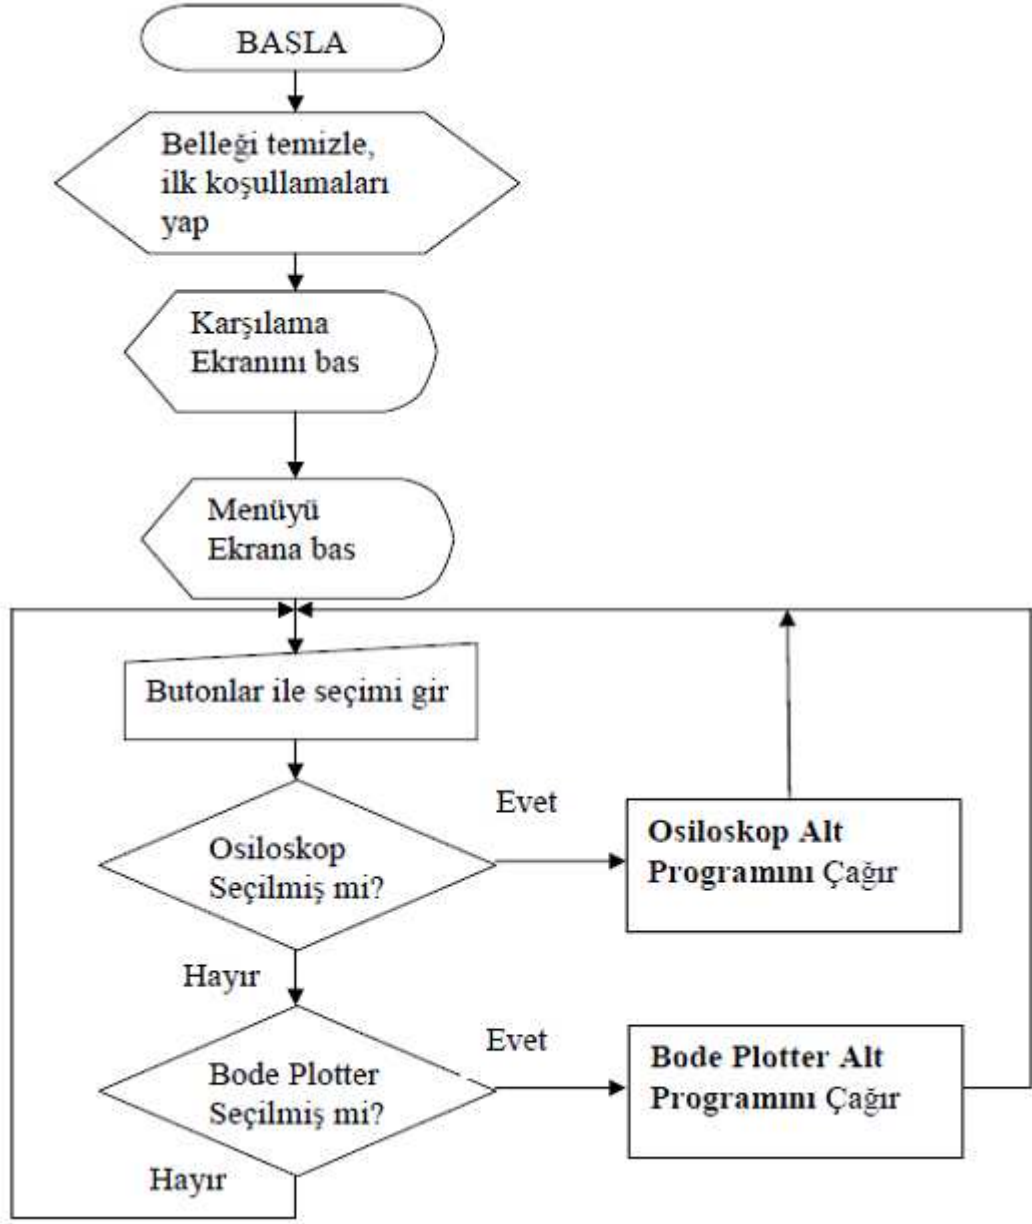 BASLA
Belleği temizle,
ilk koşullamaları
yap
Karşılama
Ekranını bas
Menüyü
Ekrana bas
Butonlar ile seçimi gir
Osiloskop
Seçilmiş mi?
Evet
Osiloskop Alt
Programını Çağır
Hayır
Bode Plotter
Seçilmiş mi?
Evet
Bode Plotter Alt
Programını Çağır
Hayır